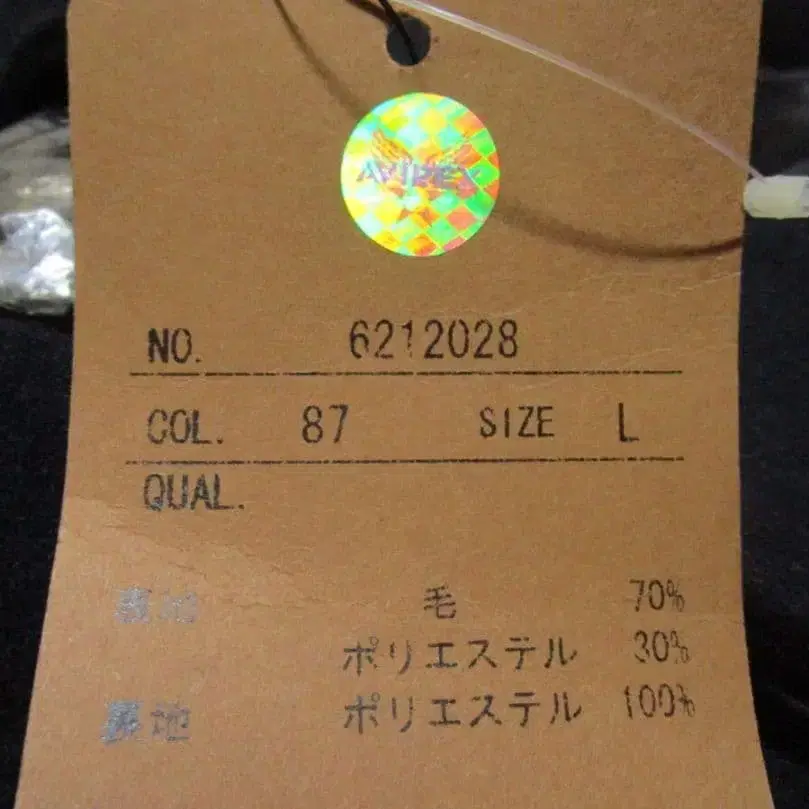 AVIREX
NO. 6212028
COL. 87 SIZE L
QUAL.
表地 毛 70%
ポリエステル 30%
裏地 ポリエステル 100%